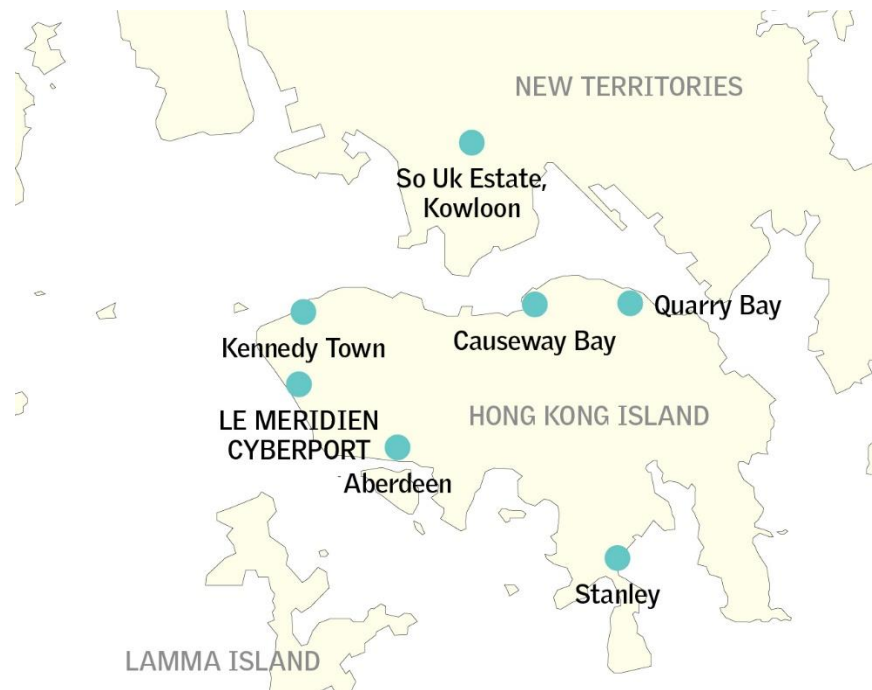 NEW TERRITORIES
So Uk Estate,
Kowloon
Quarry Bay
Kennedy Town
Causeway Bay
LE MERIDIEN
CYBERPORT
HONG KONG ISLAND
Aberdeen
Stanley
LAMMA ISLAND